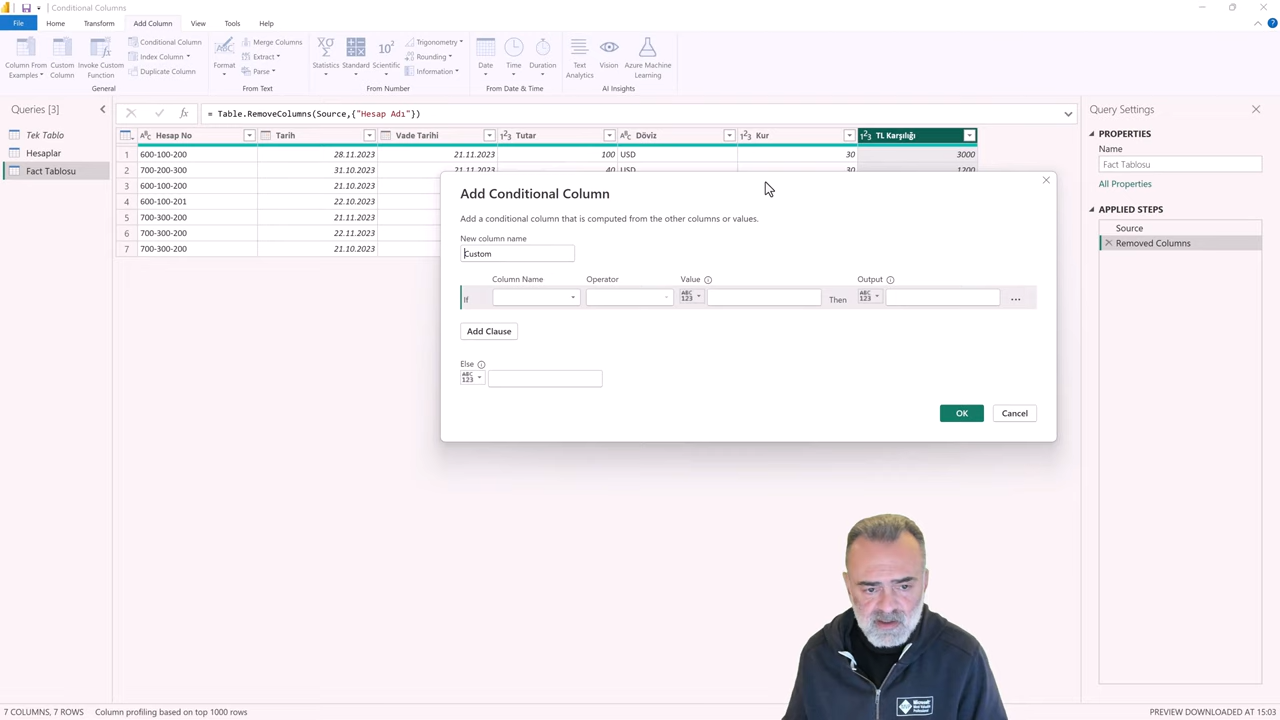 Conditional Columns
File Home Transform Add Column View Tools Help
Column From Examples
Custom Column
Invoke Custom Function
Conditional Column
Index Column
Duplicate Column
General
Format
Merge Columns
Extract
Parse
From Text
Statistics
Standard
Scientific
Trigonometry
Rounding
Information
From Number
Date
Time
Duration
From Date & Time
Text Analytics
Vision
Azure Machine Learning
AI Insights
Queries [3]
Tek Tablo
Hesaplar
Fact Tablosu
= Table.RemoveColumns(Source,{"Hesap Adı"})
Hesap No Tarih Vade Tarihi Tutar Döviz Kur TL Karşılığı
1 600-100-200 28.11.2023 21.11.2023 100 USD 30 3000
2 700-200-300 31.10.2023 21.11.2023 40 USD 30 1200
3 600-100-200 21.10.2023
4 600-100-201 22.10.2023
5 700-300-200 21.11.2023
6 700-300-200 22.11.2023
7 700-300-200 21.10.2023
Add Conditional Column
Add a conditional column that is computed from the other columns or values.
New column name
Custom
Column Name Operator Value Output
If ABC 123 Then ABC 123 ...
Add Clause
Else
ABC 123
OK Cancel
Query Settings
PROPERTIES
Name
Fact Tablosu
All Properties
APPLIED STEPS
Source
Removed Columns
7 COLUMNS, 7 ROWS Column profiling based on top 1000 rows
PREVIEW DOWNLOADED AT 15:03